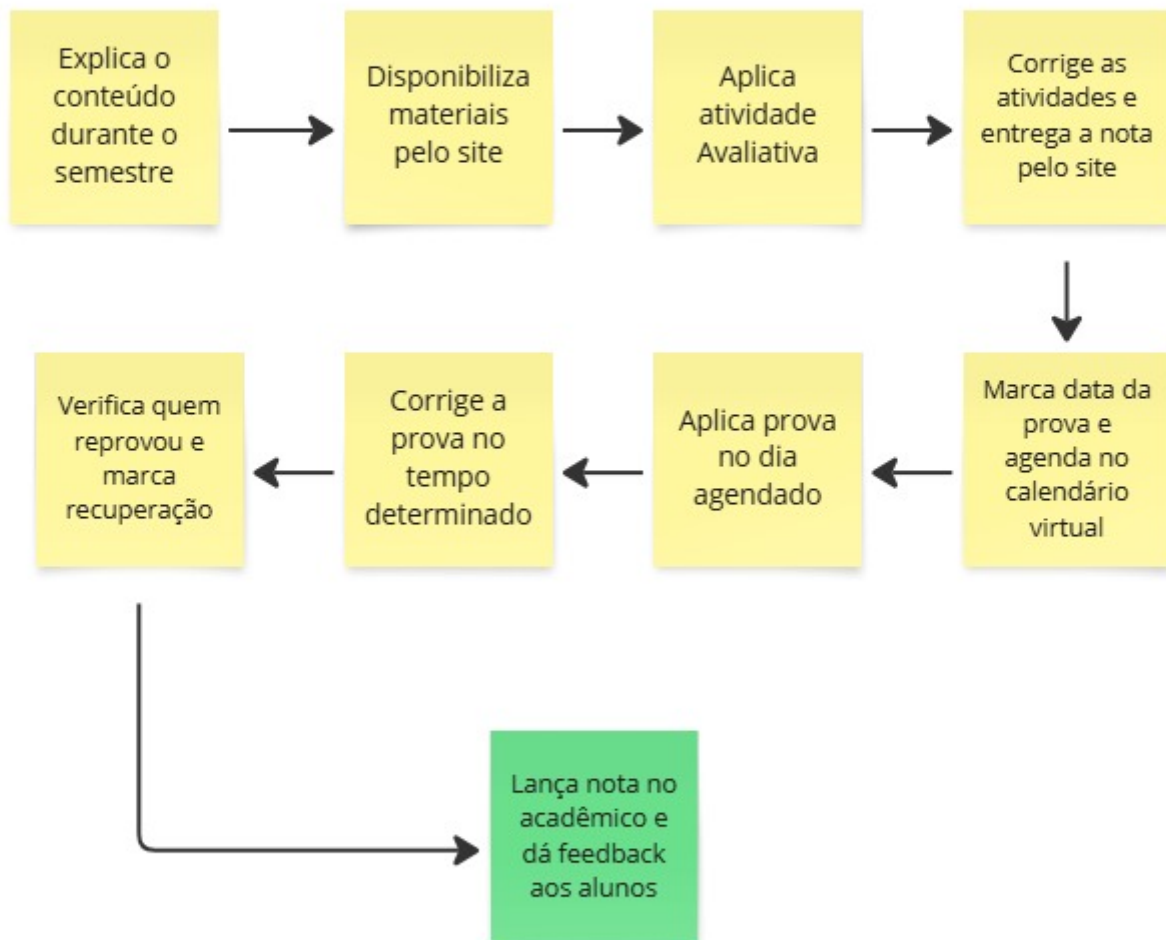 Explica o
conteúdo
durante o
semestre
Disponibiliza
materiais
pelo site
Aplica
atividade
Avaliativa
Corrige as
atividades e
entrega a nota
pelo site
Marca data da
prova e
agenda no
calendário
virtual
Aplica prova
no dia
agendado
Corrige a
prova no
tempo
determinado
Verifica quem
reprovou e
marca
recuperação
Lança nota no
acadêmico e
dá feedback
aos alunos